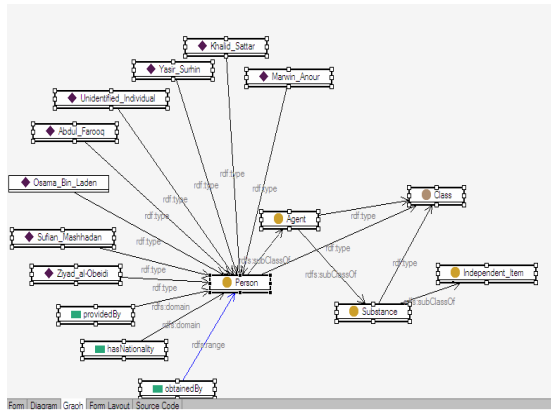 Khalid_Sattar
Yasir_Surhin
Marwin_Anour
Unidentified_Individual
Abdul_Farooq
rdf:type
rdf:type
rdf:type
rdf:type
Osama_Bin_Laden
rdf:type
Class
rdf:type
Agent
rdf:type
Sufian_Mashhadan
rdf:type
rdfs:subClassOf
rdf:type
Ziyad_al-Obeidi
rdf:type
rdfs:subClassOf
Independent_Item
rdf:type
Person
rdfs:subClassOf
rdfs:domain
providedBy
Substance
rdfs:domain
rdfs:range
hasNationality
obtainedBy
Form Diagram Graph Form Layout Source Code